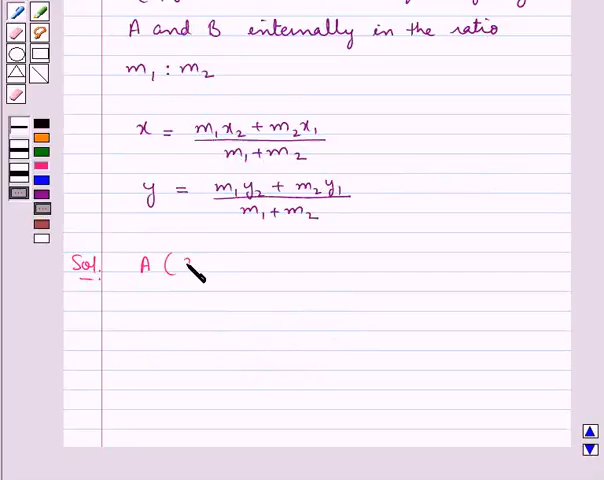 A and B internally in the ratio
m₁ : m₂
x = (m₁x₂ + m₂x₁) / (m₁ + m₂)
y = (m₁y₂ + m₂y₁) / (m₁ + m₂)
Sol. A (